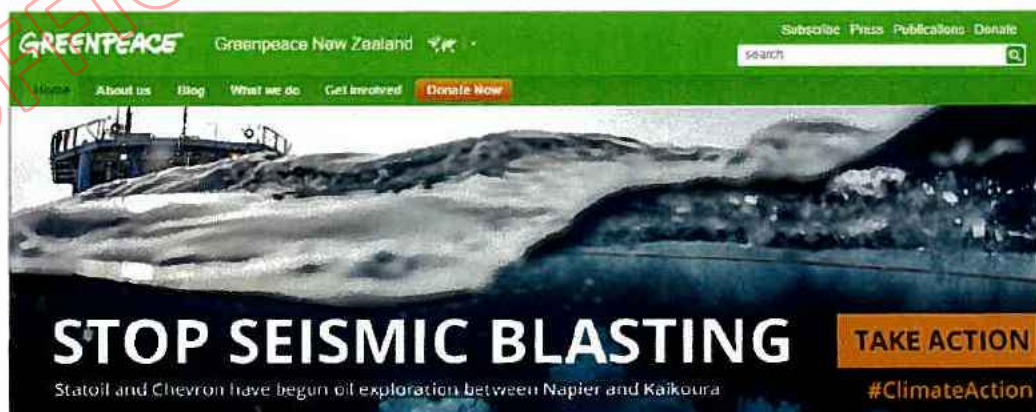 GREENPEACE
Greenpeace New Zealand
Subscribe Press Publications Donate
search
Home About us Blog What we do Get involved Donate Now
STOP SEISMIC BLASTING
TAKE ACTION
Statoil and Chevron have begun oil exploration between Napier and Kaikoura
#ClimateAction